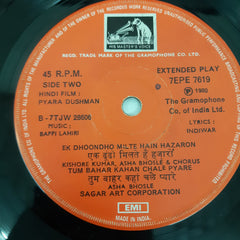 HIS MASTER'S VOICE
REGD. TRADE MARK OF THE GRAMOPHONE CO. LTD.
45 R.P.M.
SIDE TWO
HINDI FILM :
PYARA DUSHMAN
B - 7TJW 28606
MUSIC :
BAPPI LAHIRI
EXTENDED PLAY
7EPE 7619
℗ 1980
The Gramophone
Co. of India Ltd.
LYRICS :
INDIWAR
EK DHOONDHO MILTE HAIN HAZARON
एक ढूंढो मिलते हैं हजारों
KISHORE KUMAR, ASHA BHOSLE & CHORUS
TUM BAHAR KAHAN CHALE PYARE
तुम बाहर कहां चले प्यारे
ASHA BHOSLE
SAGAR ART CORPORATION
EMI
MADE IN INDIA